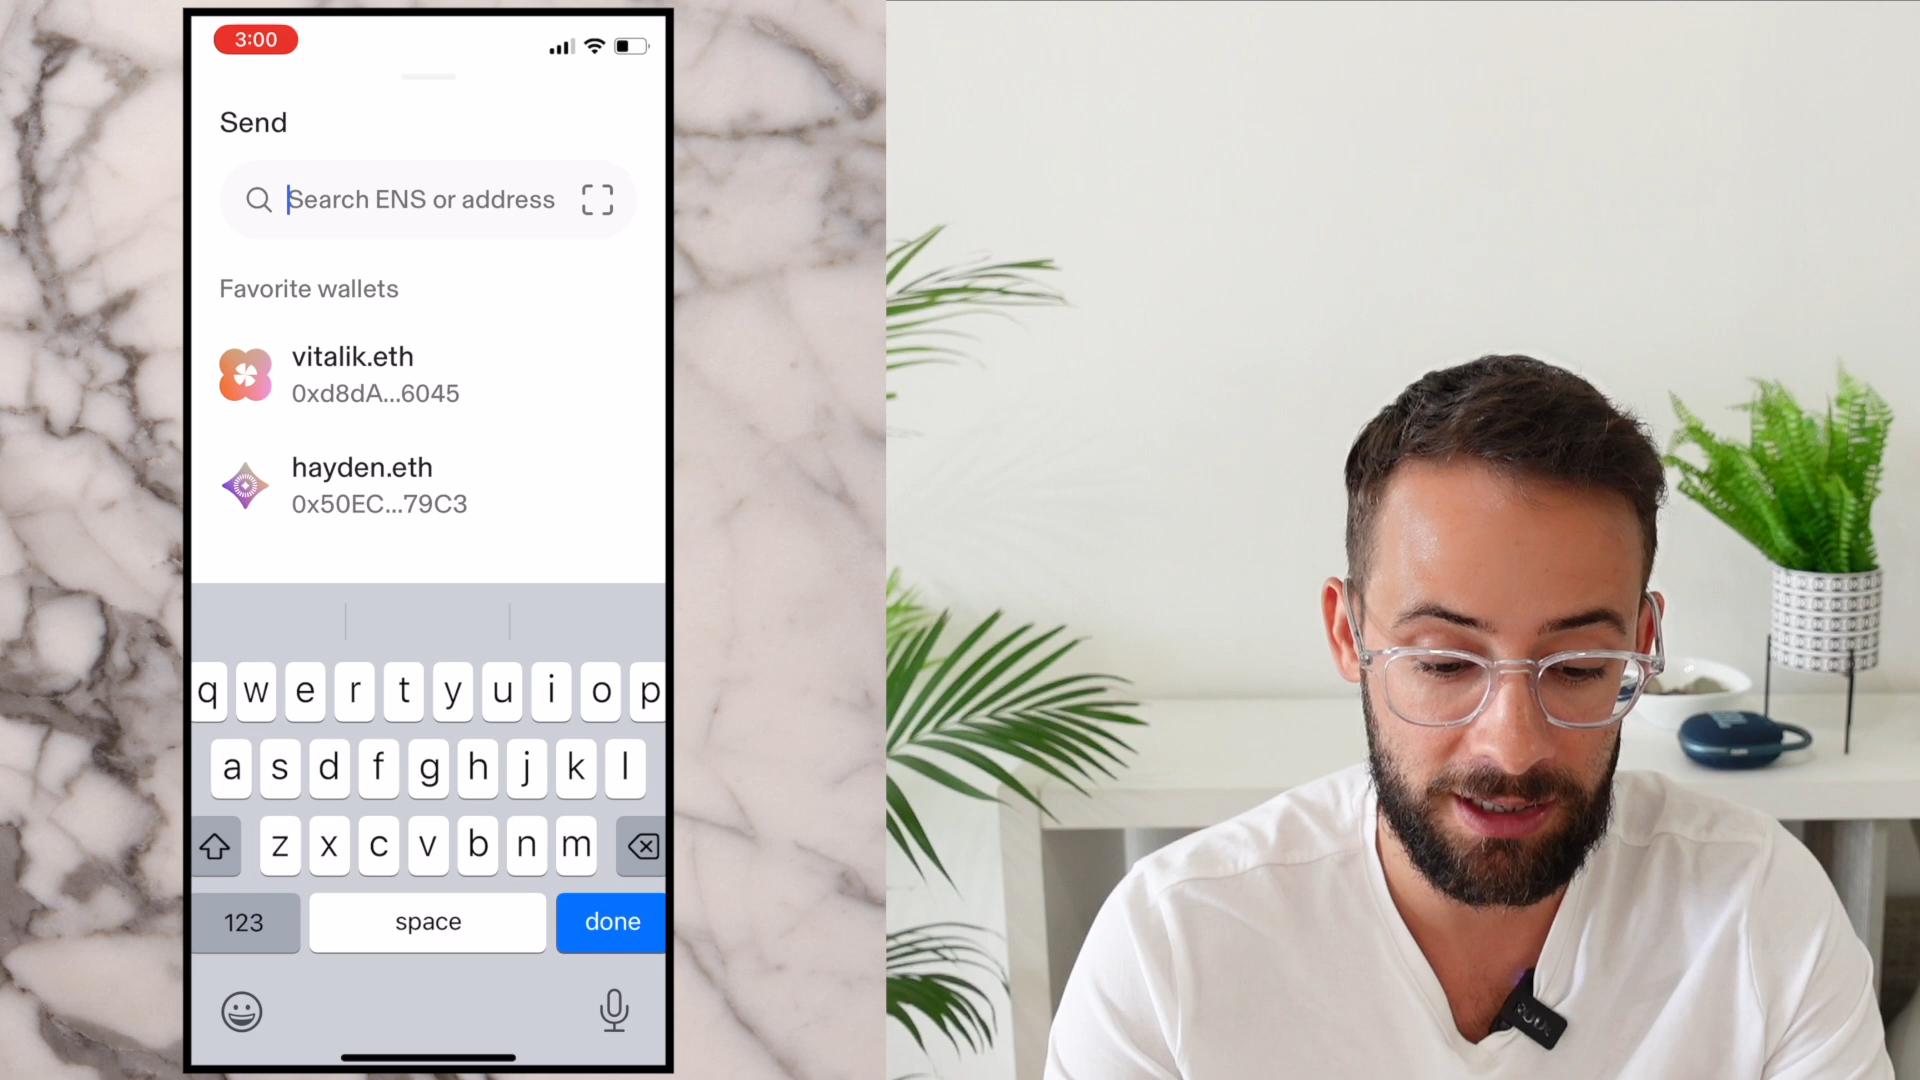 3:00
Send
Search ENS or address
Favorite wallets
vitalik.eth
0xd8dA...6045
hayden.eth
0x50EC...79C3
q w e r t y u i o p
a s d f g h j k l
z x c v b n m
123 space done